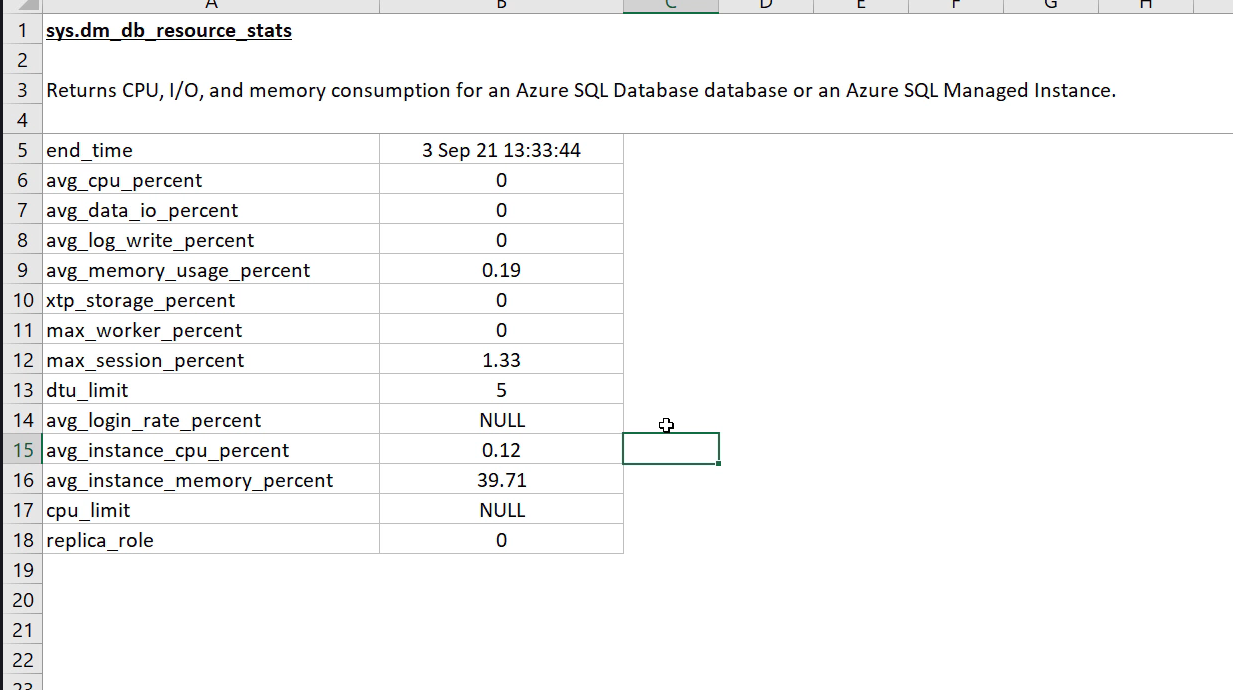 A B C D E F G H
1 sys.dm_db_resource_stats
2
3 Returns CPU, I/O, and memory consumption for an Azure SQL Database database or an Azure SQL Managed Instance.
4
5 end_time 3 Sep 21 13:33:44
6 avg_cpu_percent 0
7 avg_data_io_percent 0
8 avg_log_write_percent 0
9 avg_memory_usage_percent 0.19
10 xtp_storage_percent 0
11 max_worker_percent 0
12 max_session_percent 1.33
13 dtu_limit 5
14 avg_login_rate_percent NULL
15 avg_instance_cpu_percent 0.12
16 avg_instance_memory_percent 39.71
17 cpu_limit NULL
18 replica_role 0
19
20
21
22
23